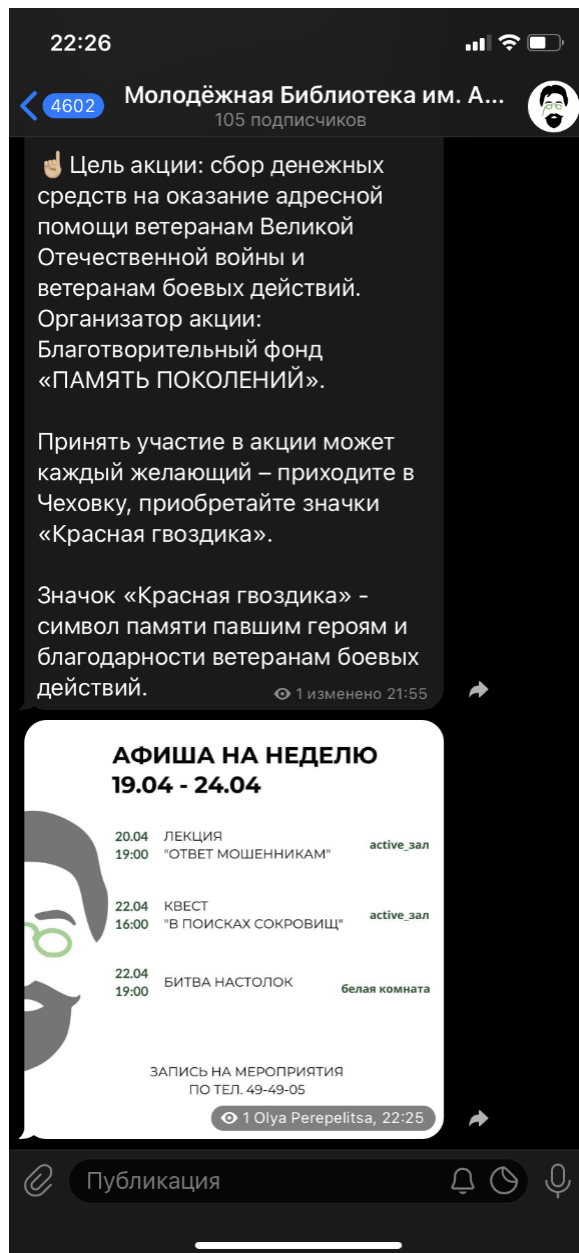 22:26
4602
Молодёжная Библиотека им. А...
105 подписчиков
☝🏼Цель акции: сбор денежных
средств на оказание адресной
помощи ветеранам Великой
Отечественной войны и
ветеранам боевых действий.
Организатор акции:
Благотворительный фонд
«ПАМЯТЬ ПОКОЛЕНИЙ».
Принять участие в акции может
каждый желающий – приходите в
Чеховку, приобретайте значки
«Красная гвоздика».
Значок «Красная гвоздика» -
символ памяти павшим героям и
благодарности ветеранам боевых
действий.
1 изменено 21:55
АФИША НА НЕДЕЛЮ
19.04 - 24.04
20.04 ЛЕКЦИЯ
19:00 "ОТВЕТ МОШЕННИКАМ" active_зал
22.04 КВЕСТ
16:00 "В ПОИСКАХ СОКРОВИЩ" active_зал
22.04
19:00 БИТВА НАСТОЛОК белая комната
ЗАПИСЬ НА МЕРОПРИЯТИЯ
ПО ТЕЛ. 49-49-05
1 Olya Perepelitsa, 22:25
Публикация